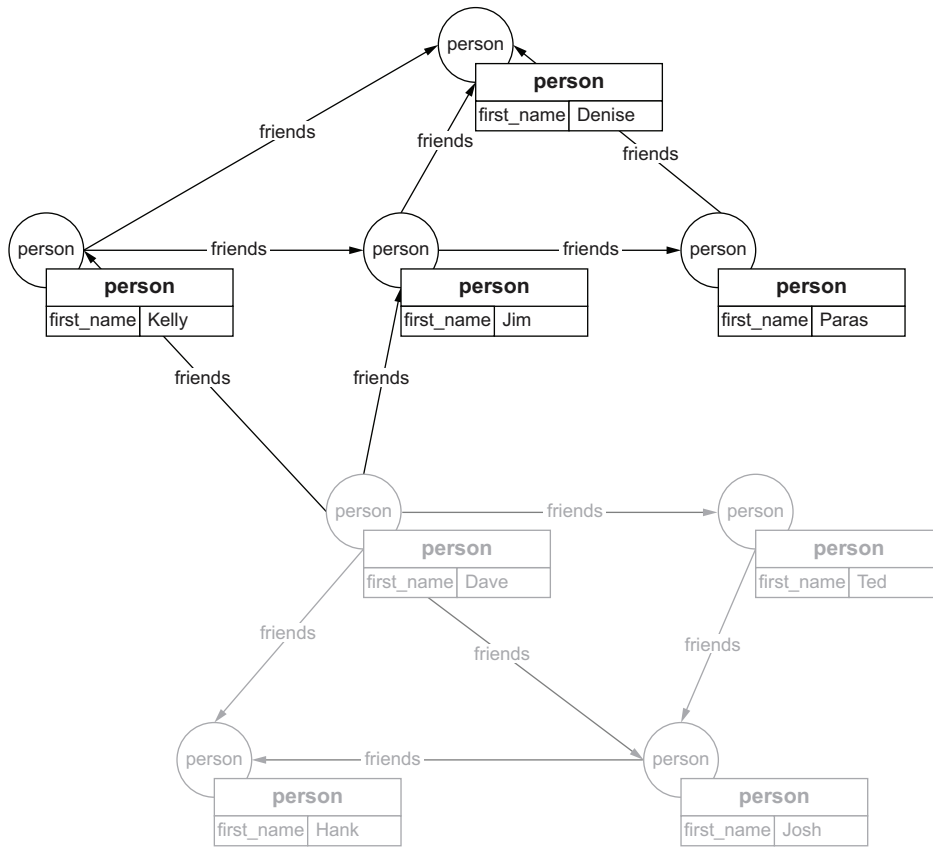 person
person
first_name Denise
friends
friends
friends
person
friends
person
friends
person
person
first_name Kelly
person
first_name Jim
person
first_name Paras
friends
friends
person
friends
person
person
first_name Dave
person
first_name Ted
friends
friends
friends
person
friends
person
person
first_name Hank
person
first_name Josh